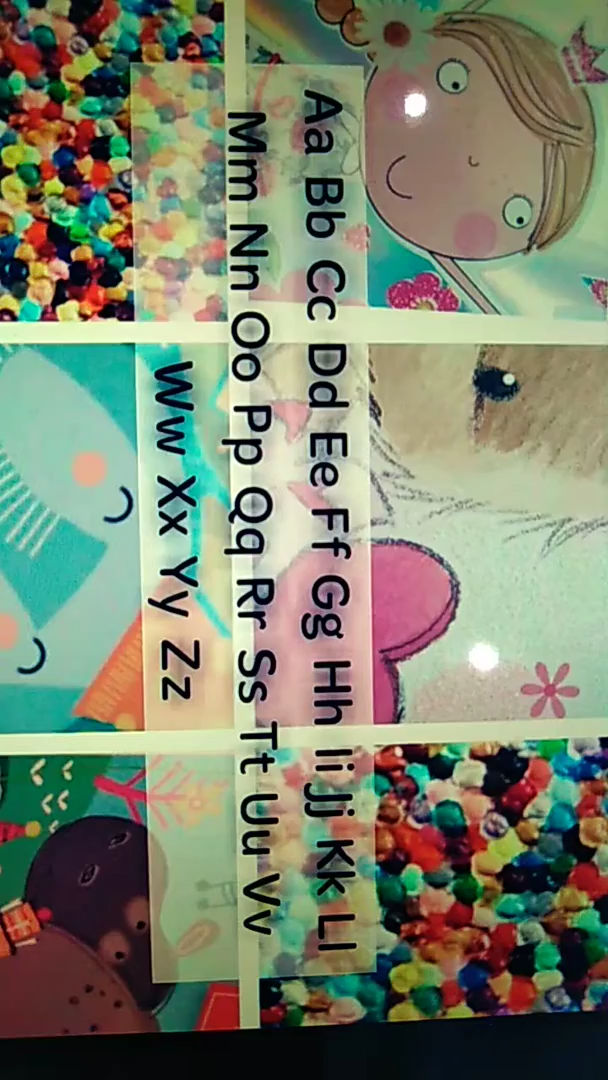 Aa Bb Cc Dd Ee Ff Gg Hh Ii Jj Kk Ll
Mm Nn Oo Pp Qq Rr Ss Tt Uu Vv
Ww Xx Yy Zz